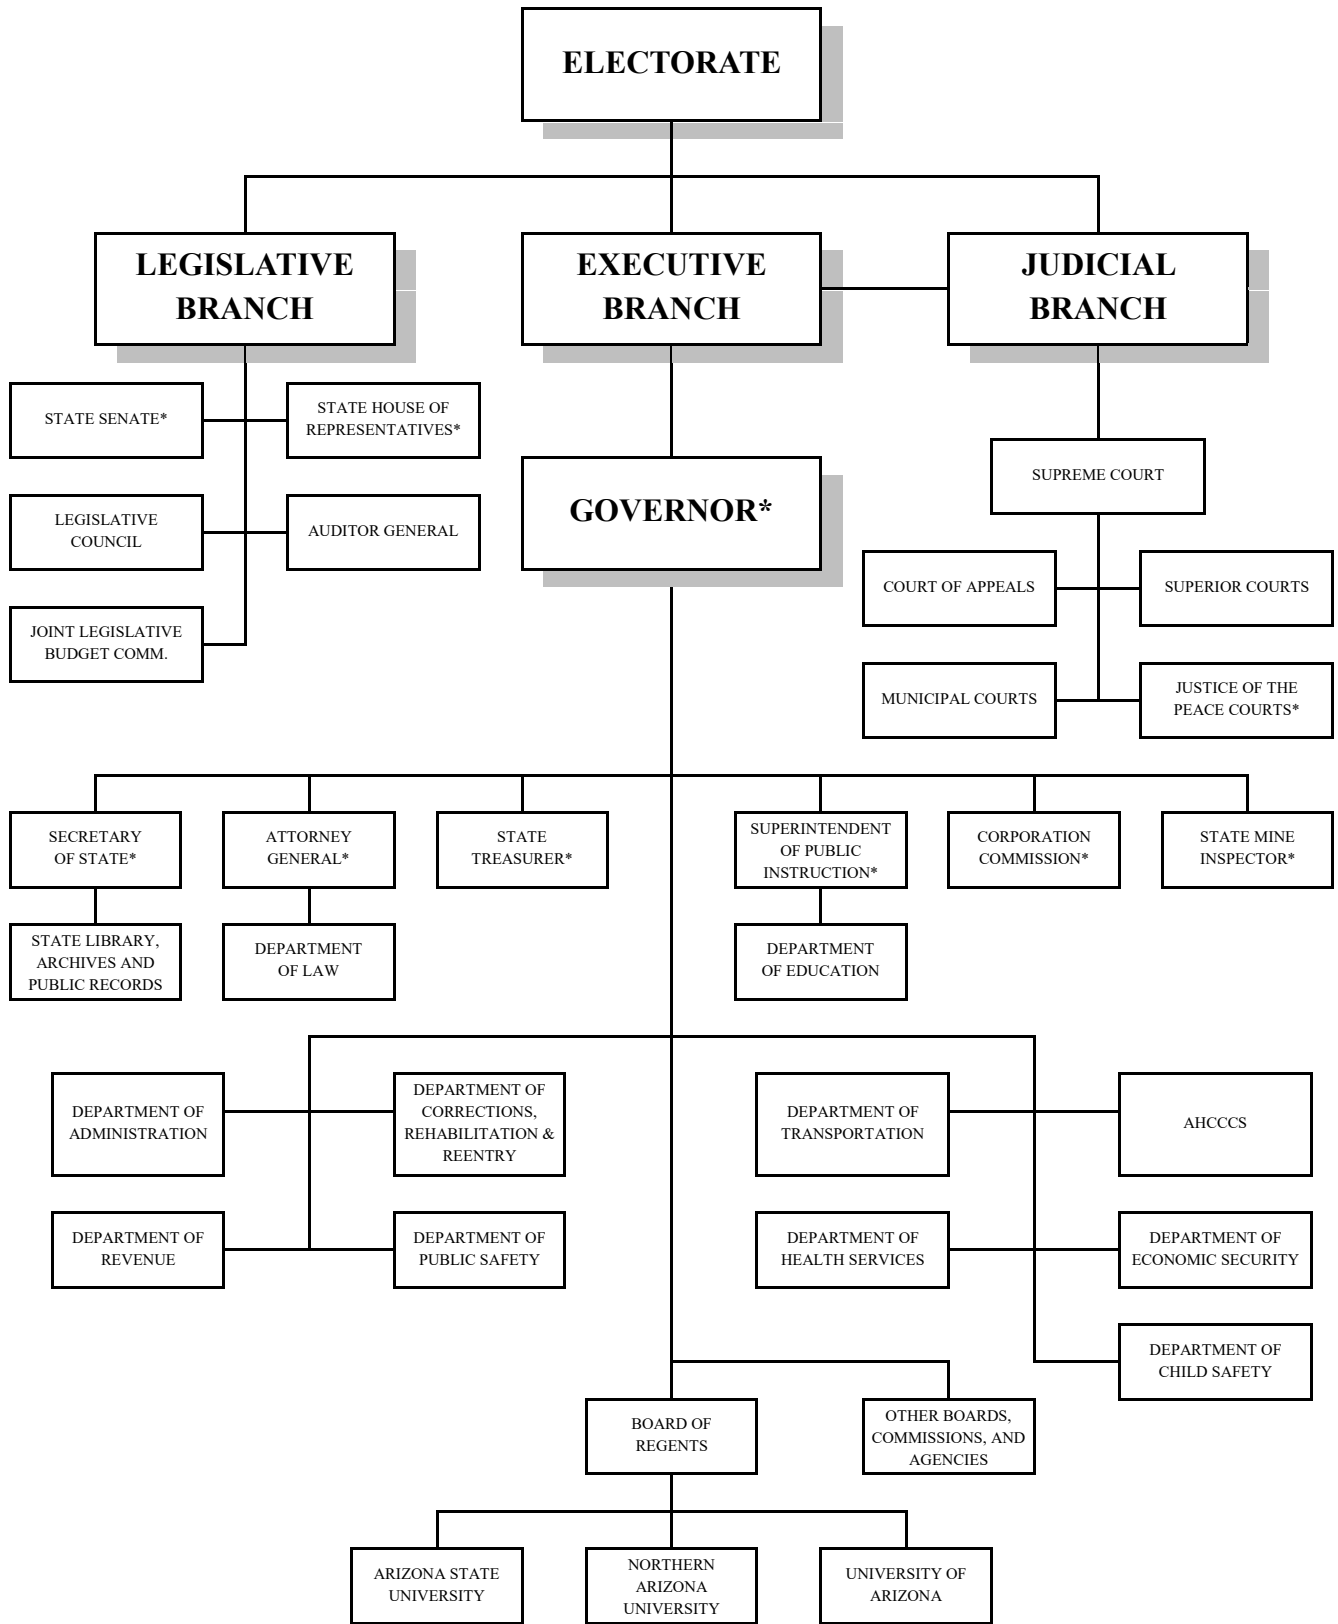 ELECTORATE
LEGISLATIVE
BRANCH
EXECUTIVE
BRANCH
JUDICIAL
BRANCH
STATE SENATE*
STATE HOUSE OF
REPRESENTATIVES*
LEGISLATIVE
COUNCIL
AUDITOR GENERAL
JOINT LEGISLATIVE
BUDGET COMM.
GOVERNOR*
SUPREME COURT
COURT OF APPEALS
SUPERIOR COURTS
MUNICIPAL COURTS
JUSTICE OF THE
PEACE COURTS*
SECRETARY
OF STATE*
ATTORNEY
GENERAL*
STATE
TREASURER*
SUPERINTENDENT
OF PUBLIC
INSTRUCTION*
CORPORATION
COMMISSION*
STATE MINE
INSPECTOR*
STATE LIBRARY,
ARCHIVES AND
PUBLIC RECORDS
DEPARTMENT
OF LAW
DEPARTMENT
OF EDUCATION
DEPARTMENT OF
ADMINISTRATION
DEPARTMENT OF
CORRECTIONS,
REHABILITATION &
REENTRY
DEPARTMENT OF
TRANSPORTATION
AHCCCS
DEPARTMENT OF
REVENUE
DEPARTMENT OF
PUBLIC SAFETY
DEPARTMENT OF
HEALTH SERVICES
DEPARTMENT OF
ECONOMIC SECURITY
DEPARTMENT OF
CHILD SAFETY
BOARD OF
REGENTS
OTHER BOARDS,
COMMISSIONS, AND
AGENCIES
ARIZONA STATE
UNIVERSITY
NORTHERN
ARIZONA
UNIVERSITY
UNIVERSITY OF
ARIZONA